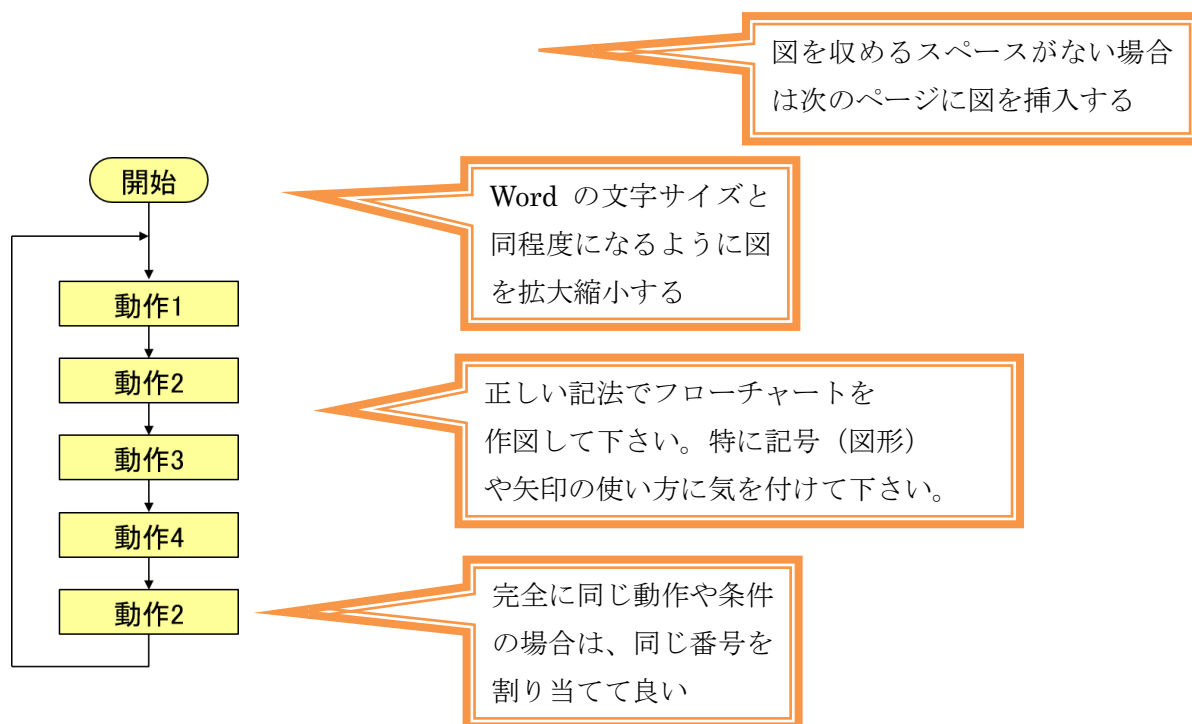 図を収めるスペースがない場合
は次のページに図を挿入する
開始
Word の文字サイズと
同程度になるように図
を拡大縮小する
動作1
動作2
正しい記法でフローチャートを
作図して下さい。特に記号（図形）
や矢印の使い方に気を付けて下さい。
動作3
動作4
動作2
完全に同じ動作や条件
の場合は、同じ番号を
割り当てて良い